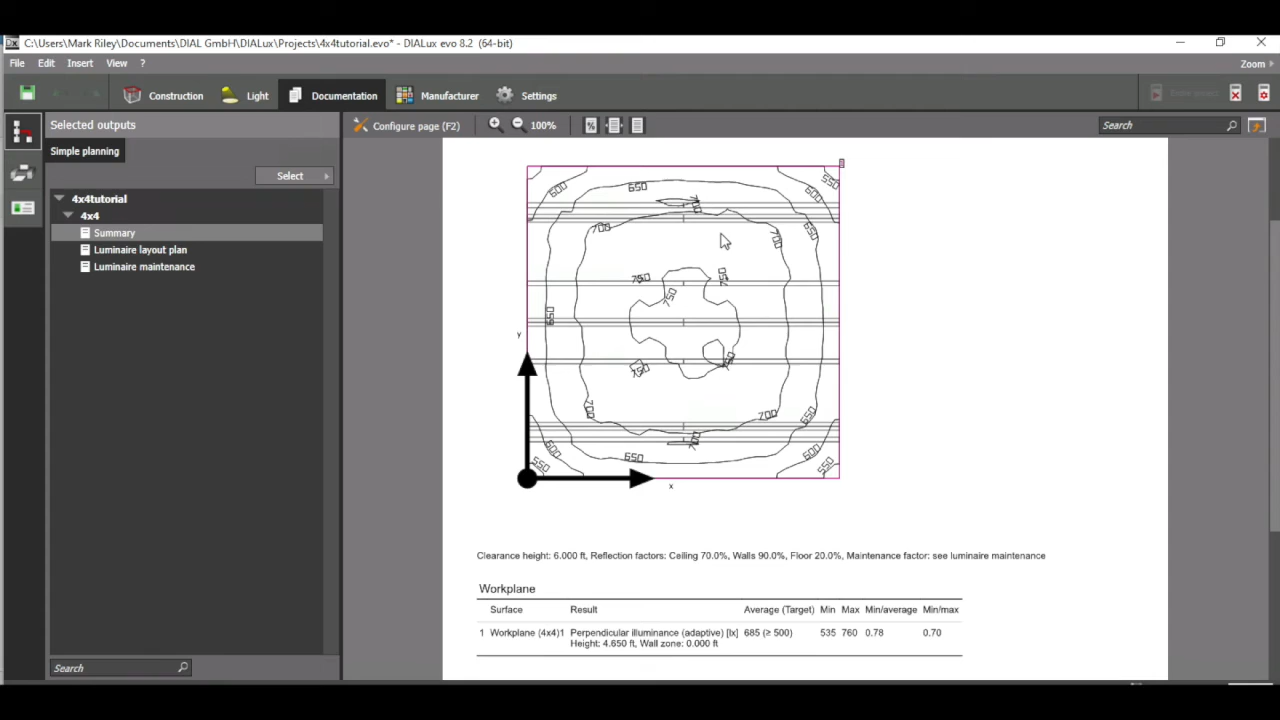 C:\Users\Mark Riley\Documents\DIAL GmbH\DIALux\Projects\4x4tutorial.evo* - DIALux evo 8.2 (64-bit)
File Edit Insert View ?
Zoom
Construction Light Documentation Manufacturer Settings
Selected outputs
Configure page (F2)
100%
Search
Simple planning
Select
4x4tutorial
4x4
Summary
Luminaire layout plan
Luminaire maintenance
600 650 700 600 550
700 700 650
750 750
750
650
y
750 750
700 700 650
700
600 650 600
550 550
x
Clearance height: 6.000 ft, Reflection factors: Ceiling 70.0%, Walls 90.0%, Floor 20.0%, Maintenance factor: see luminaire maintenance
Workplane
Surface Result Average (Target) Min Max Min/average Min/max
1 Workplane (4x4)1 Perpendicular illuminance (adaptive) [lx] 685 (≥ 500) 535 760 0.78 0.70
Height: 4.650 ft, Wall zone: 0.000 ft
Search